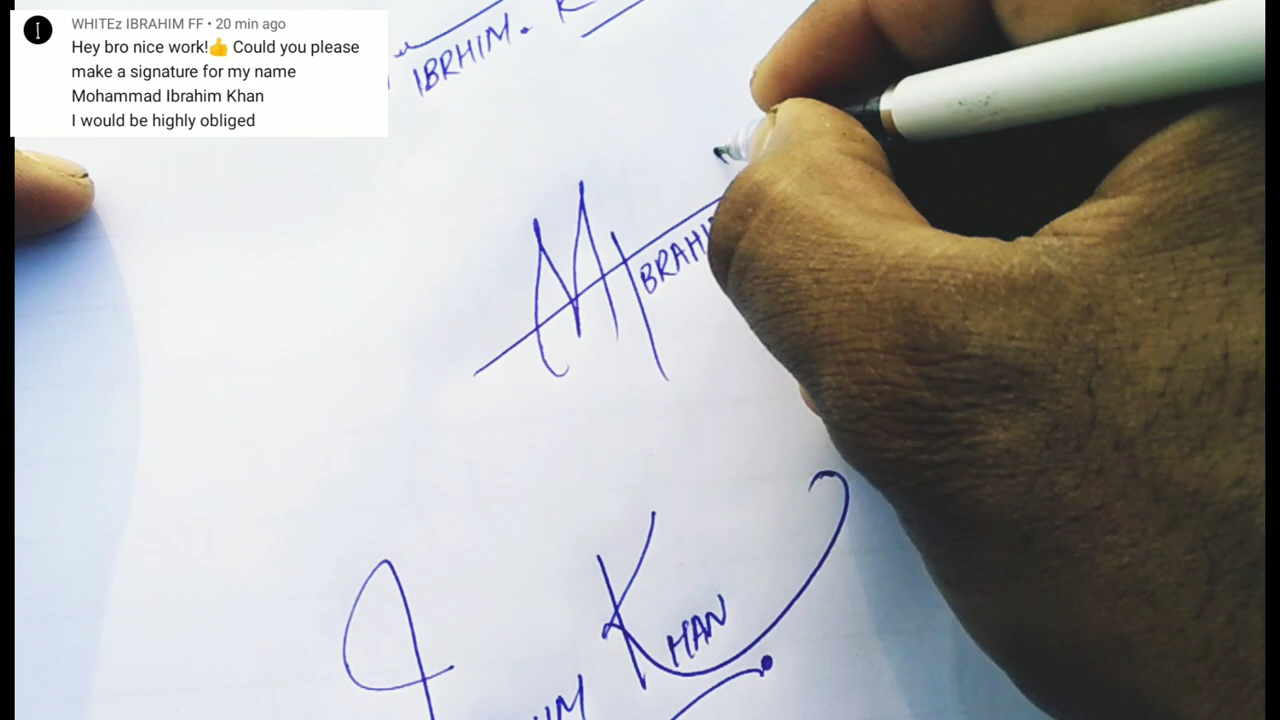 WHITEz IBRAHIM FF • 20 min ago
Hey bro nice work!👍 Could you please
make a signature for my name
Mohammad Ibrahim Khan
I would be highly obliged
IBRHIM. K
M IBRAHI
KHAN